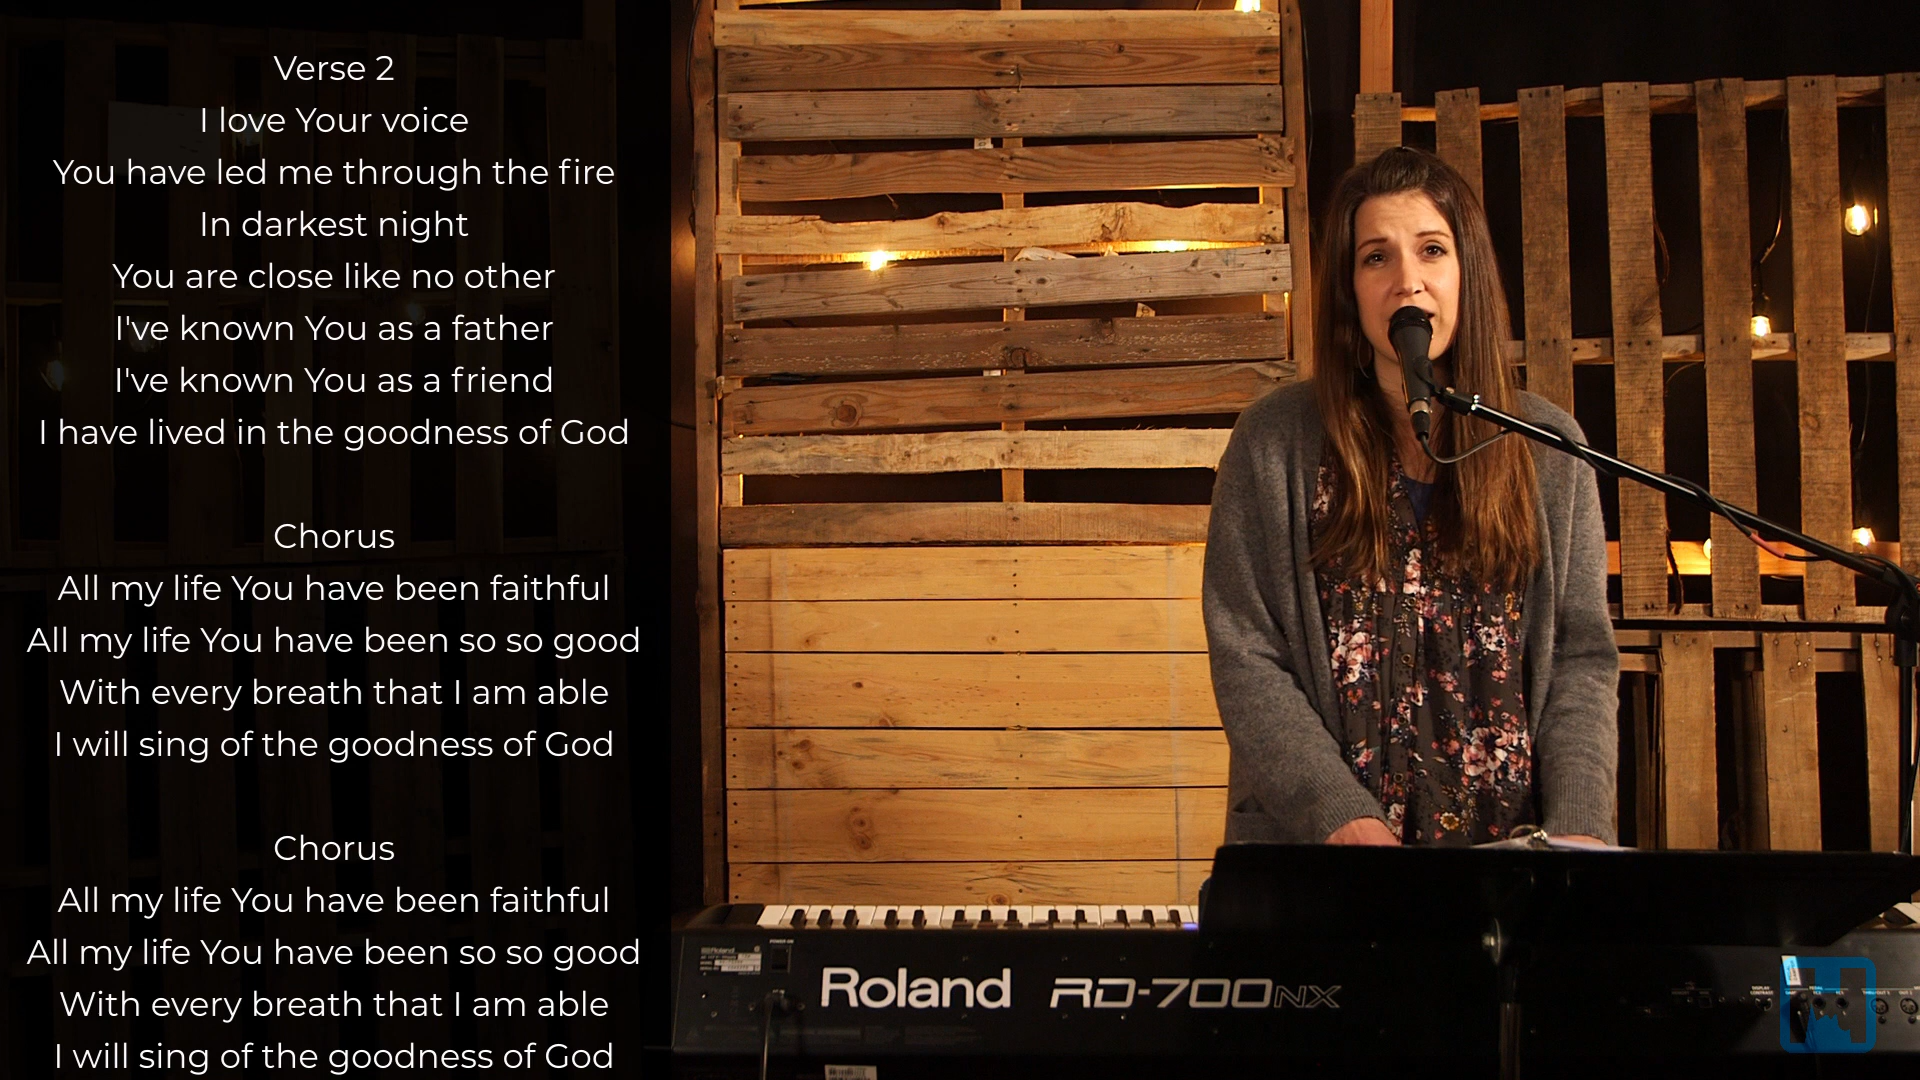 Verse 2
I love Your voice
You have led me through the fire
In darkest night
You are close like no other
I've known You as a father
I've known You as a friend
I have lived in the goodness of God
Chorus
All my life You have been faithful
All my life You have been so so good
With every breath that I am able
I will sing of the goodness of God
Chorus
All my life You have been faithful
All my life You have been so so good
With every breath that I am able
I will sing of the goodness of God
Roland
Roland RD-700NX